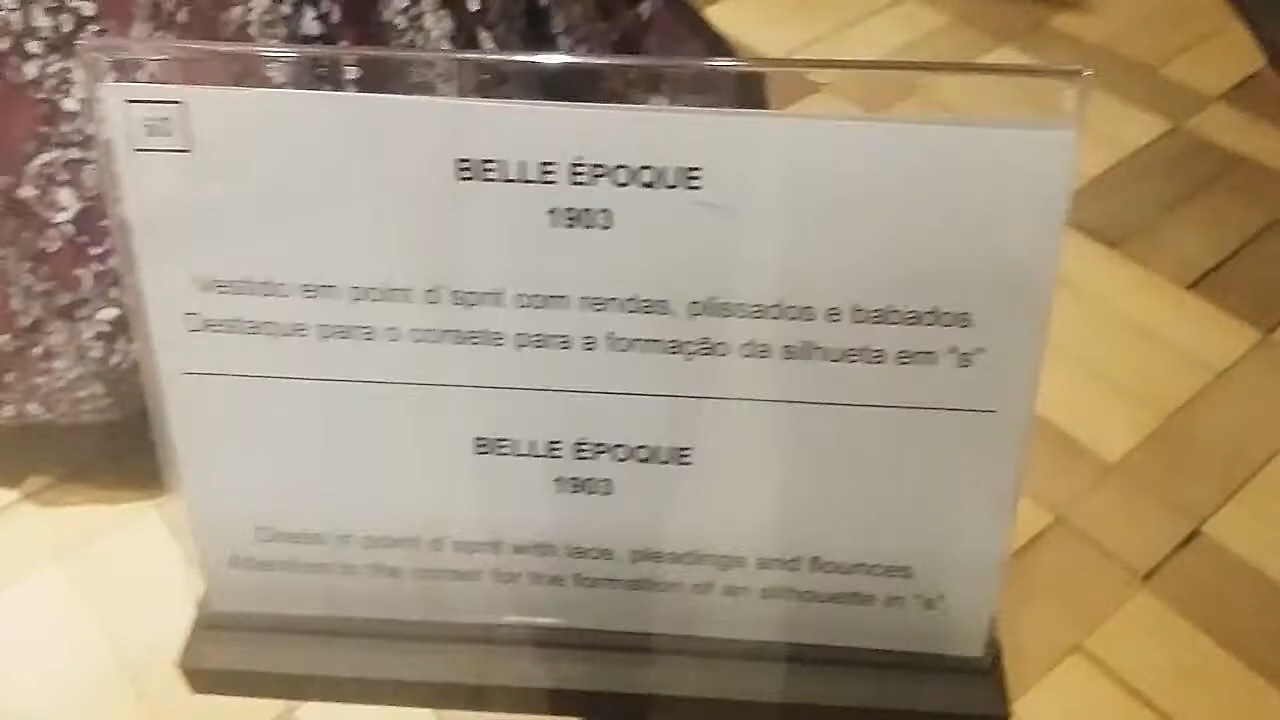 BELLE ÉPOQUE
1903
Vestido em point d'sprit com rendas, plissados e babados.
Destaque para o corsete para a formação da silhueta em "s"
BELLE ÉPOQUE
1903
Dress in point d'sprit with lace, pleadings and flounces.
Attention to the corset for the formation of an silhouette in "s"